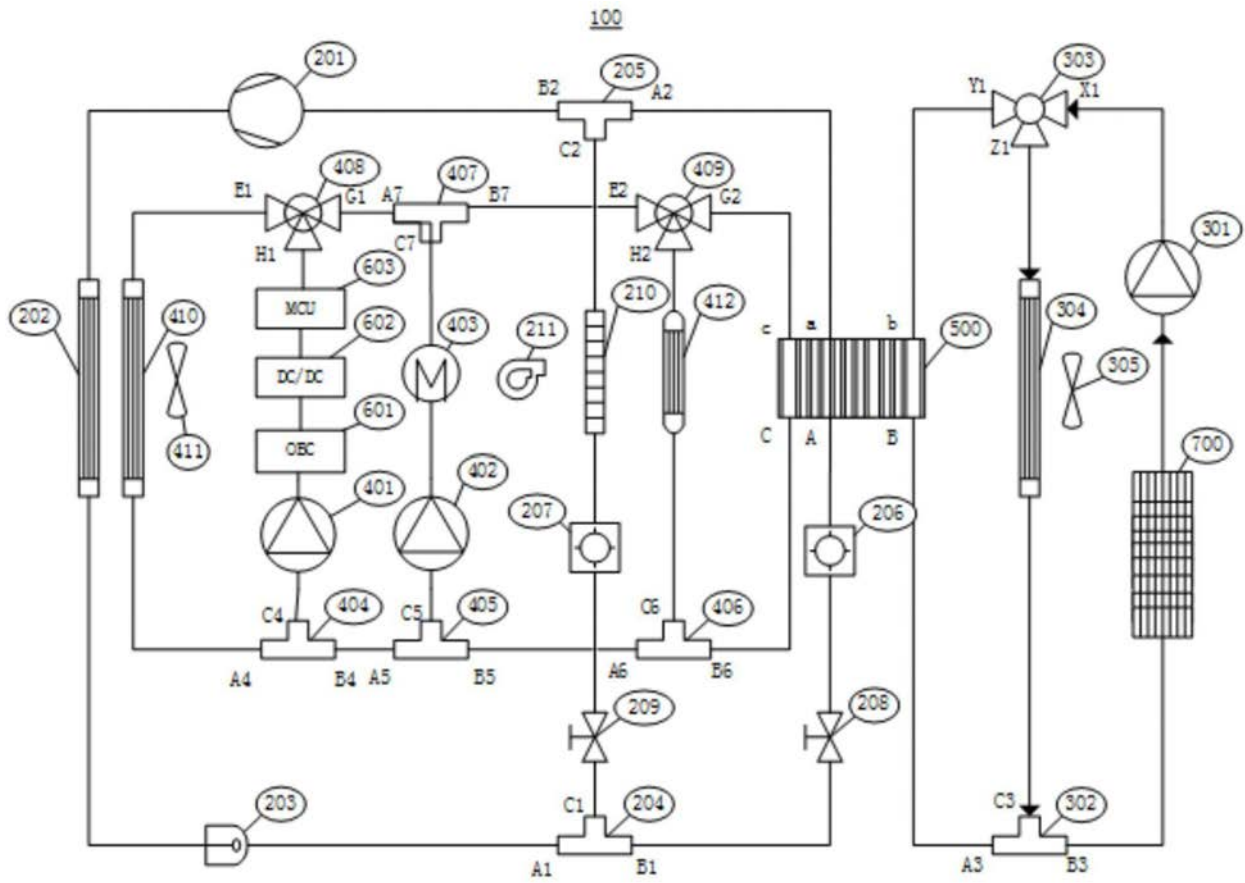 100
201
205
303
B2
A2
Y1
X1
C2
Z1
408
407
409
E1
G1
A7
B7
E2
G2
C7
H1
H2
301
603
202
410
MCU
602
403
211
210
412
c
a
b
500
304
305
DC/DC
601
411
OBC
C
A
B
700
401
402
207
206
C4
404
C5
405
C6
406
A4
B4
A5
B5
A6
B6
209
208
203
C1
204
C3
302
A1
B1
A3
B3